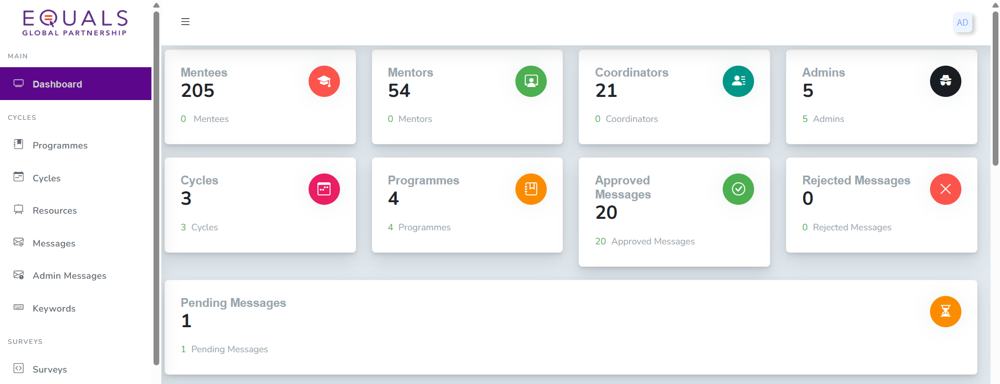 EQUALS
GLOBAL PARTNERSHIP
MAIN
Dashboard
CYCLES
Programmes
Cycles
Resources
Messages
Admin Messages
Keywords
SURVEYS
Surveys
AD
Mentees
205
0 Mentees
Mentors
54
0 Mentors
Coordinators
21
0 Coordinators
Admins
5
5 Admins
Cycles
3
3 Cycles
Programmes
4
4 Programmes
Approved
Messages
20
20 Approved Messages
Rejected Messages
0
0 Rejected Messages
Pending Messages
1
1 Pending Messages